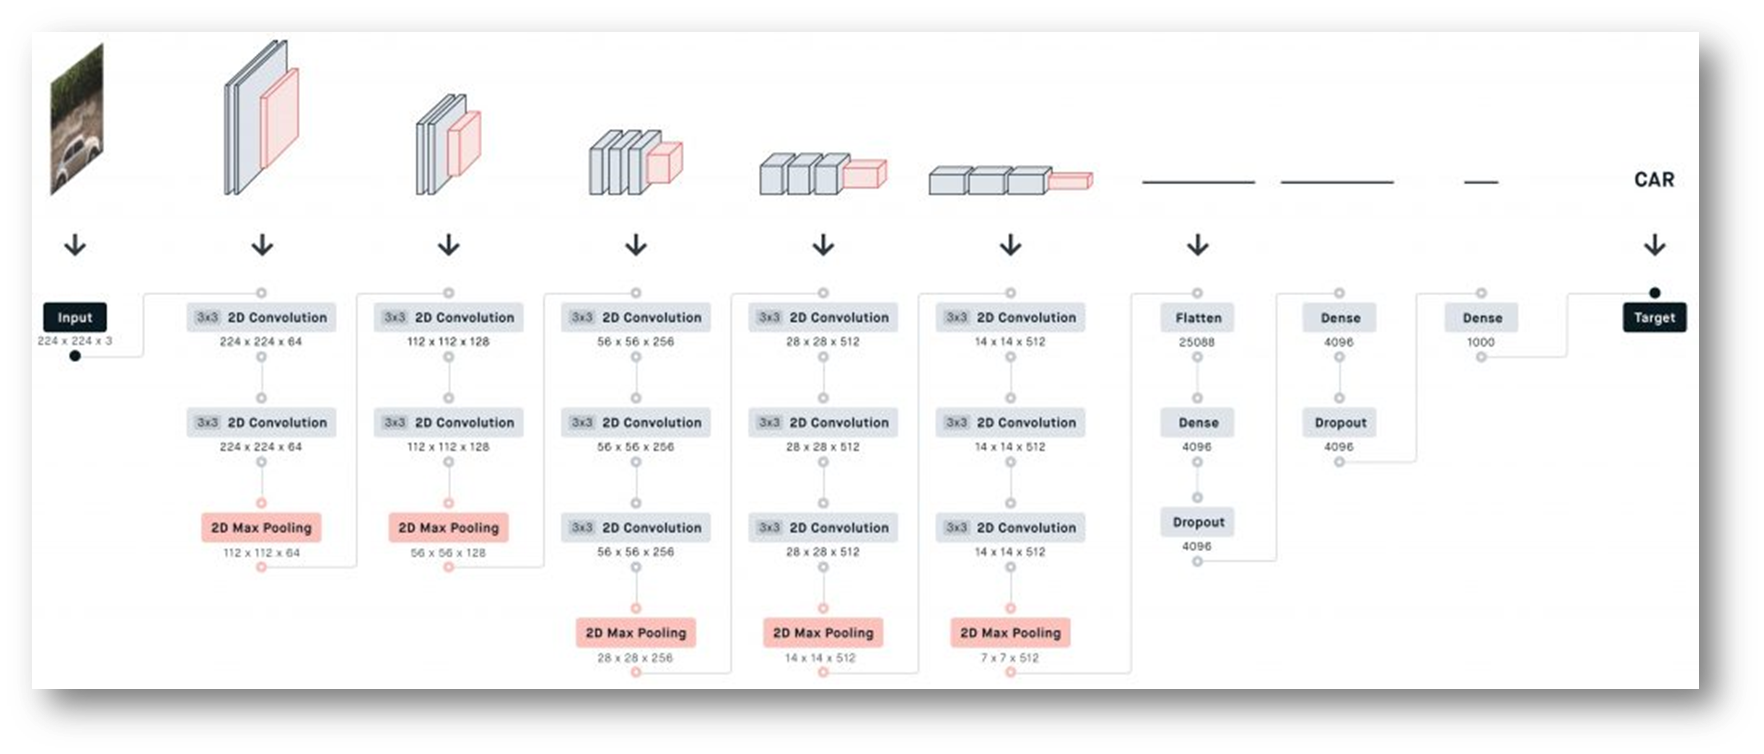 CAR
Input
224 x 224 x 3
3x3 2D Convolution
224 x 224 x 64
3x3 2D Convolution
224 x 224 x 64
2D Max Pooling
112 x 112 x 64
3x3 2D Convolution
112 x 112 x 128
3x3 2D Convolution
112 x 112 x 128
2D Max Pooling
56 x 56 x 128
3x3 2D Convolution
56 x 56 x 256
3x3 2D Convolution
56 x 56 x 256
3x3 2D Convolution
56 x 56 x 256
2D Max Pooling
28 x 28 x 256
3x3 2D Convolution
28 x 28 x 512
3x3 2D Convolution
28 x 28 x 512
3x3 2D Convolution
28 x 28 x 512
2D Max Pooling
14 x 14 x 512
3x3 2D Convolution
14 x 14 x 512
3x3 2D Convolution
14 x 14 x 512
3x3 2D Convolution
14 x 14 x 512
2D Max Pooling
7 x 7 x 512
Flatten
25088
Dense
4096
Dropout
4096
Dense
4096
Dropout
4096
Dense
1000
Target